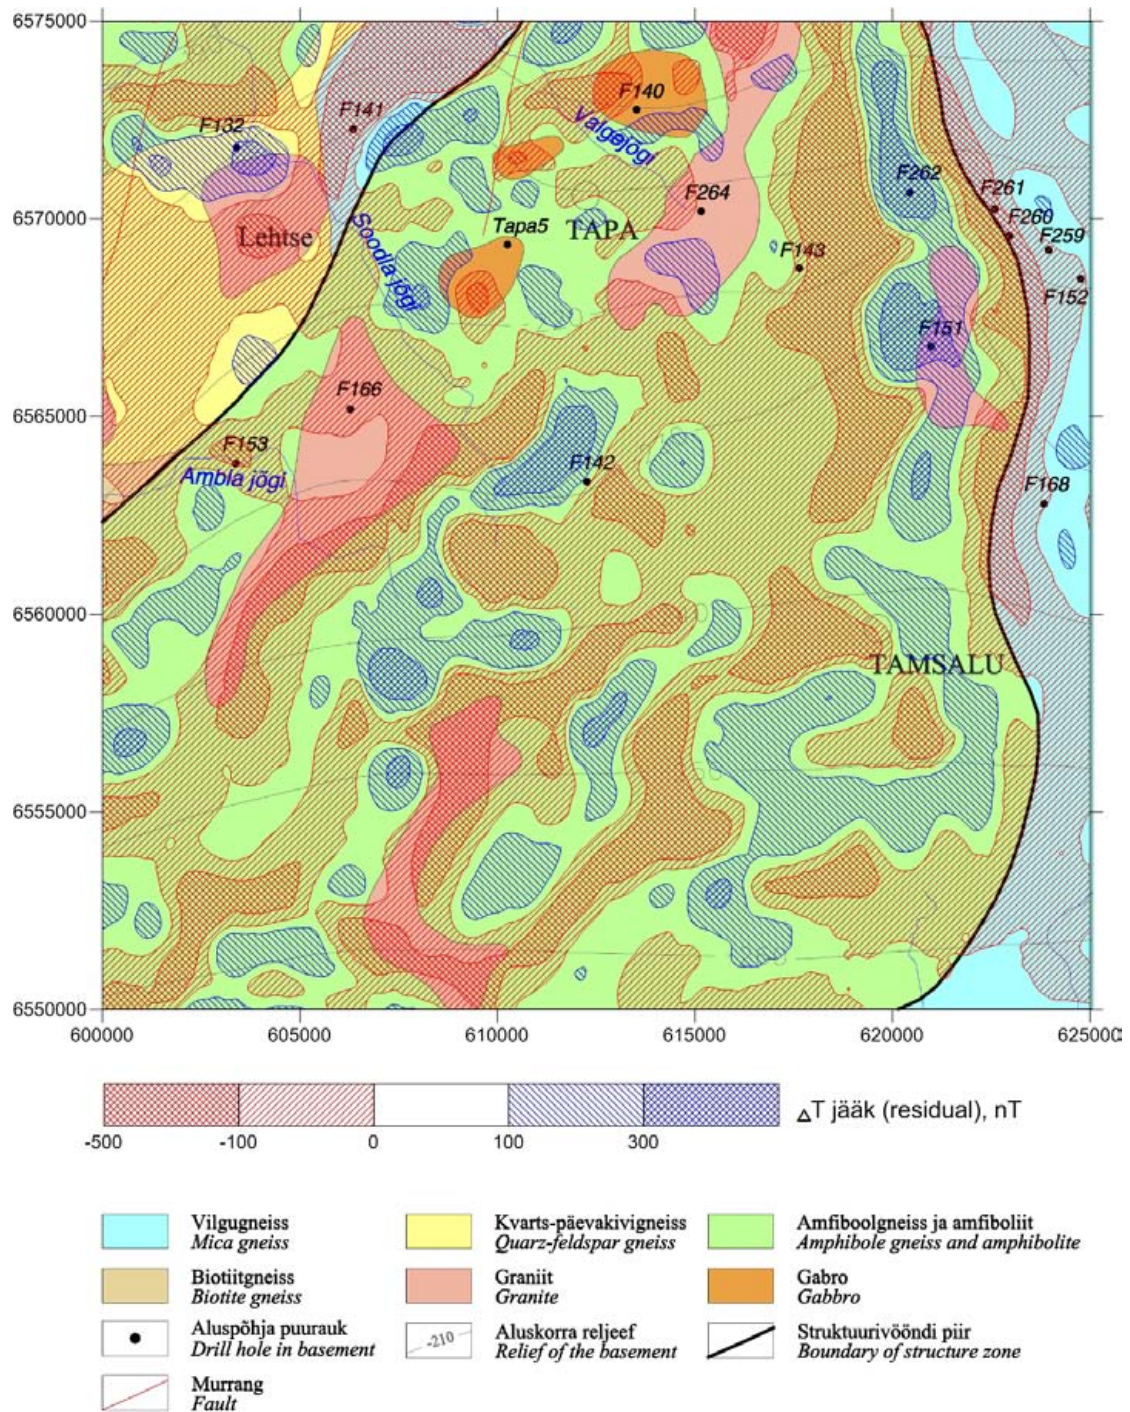 6575000
F140
F141
Valgejõgi
F132
F262
F261
6570000
F264
F260
Tapa5
TAPA
F259
Lehtse
Soodla jõgi
F143
F152
F151
F166
6565000
F153
F142
Ambla jõgi
F168
6560000
TAMSALU
6555000
6550000
600000
605000
610000
615000
620000
625000
△T jääk (residual), nT
-500
-100
0
100
300
Vilgugneiss
Mica gneiss
Kvarts-päevakivigneiss
Quarz-feldspar gneiss
Amfiboolgneiss ja amfiboliit
Amphibole gneiss and amphibolite
Biotiitgneiss
Biotite gneiss
Graniit
Granite
Gabro
Gabbro
Aluspõhja puurauk
Drill hole in basement
-210
Aluskorra reljeef
Relief of the basement
Struktuurivööndi piir
Boundary of structure zone
Murrang
Fault